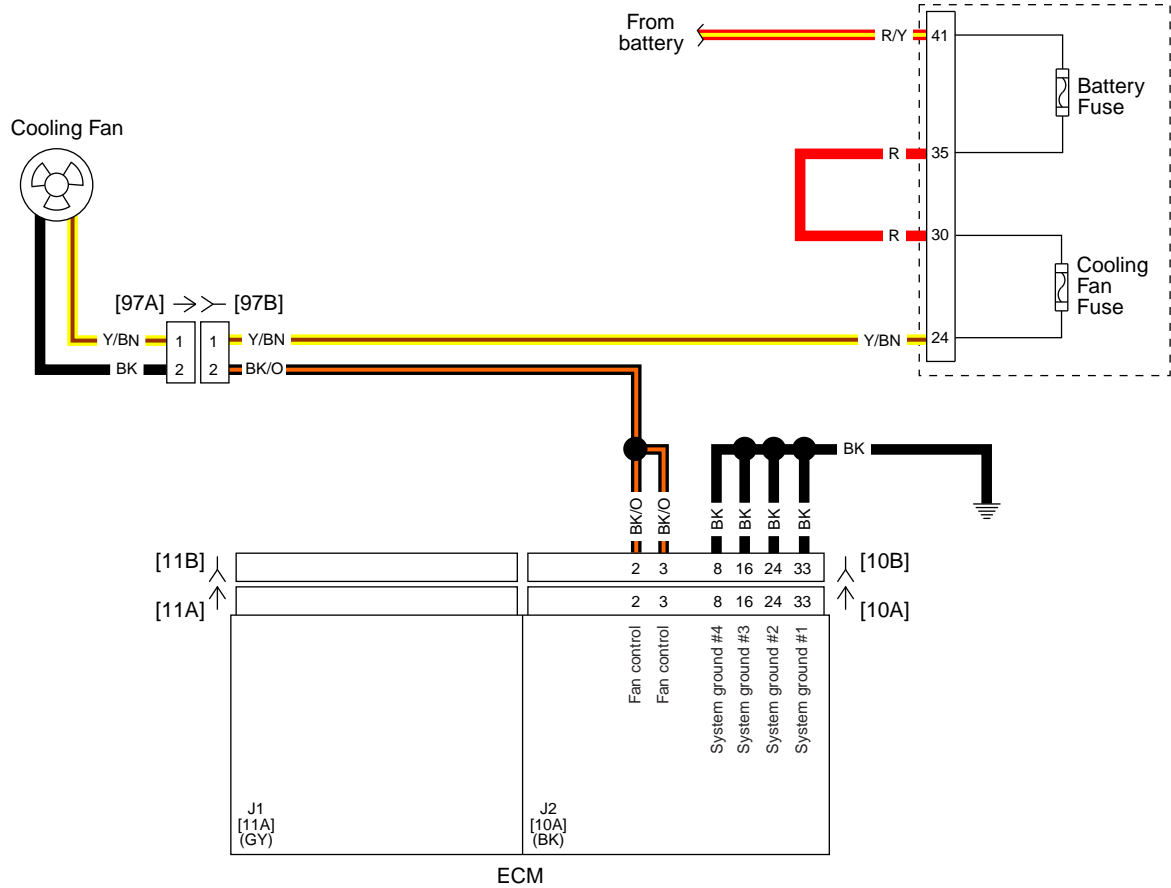 From
battery
R/Y
41
Battery
Fuse
Cooling Fan
R
35
R
30
Cooling
Fan
Fuse
[97A]
[97B]
Y/BN
1
1
Y/BN
Y/BN
24
BK
2
2
BK/O
BK
BK/O
BK/O
BK
BK
BK
BK
[11B]
2
3
8
16
24
33
[10B]
[11A]
2
3
8
16
24
33
[10A]
Fan control
Fan control
System ground #4
System ground #3
System ground #2
System ground #1
J1
[11A]
(GY)
J2
[10A]
(BK)
ECM